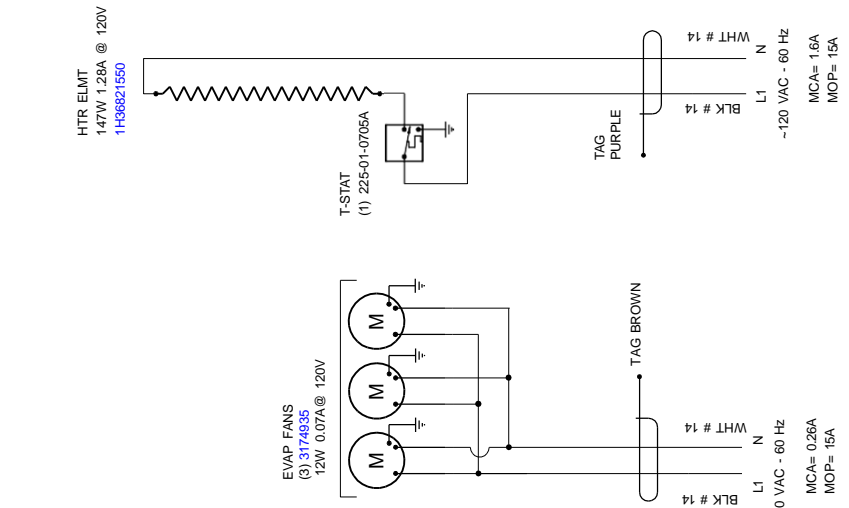 HTR ELMT
147W 1.28A @ 120V
1H36821550
T-STAT
(1) 225-01-0705A
TAG
PURPLE
WHT # 14
N
L1
BLK # 14
~120 VAC - 60 Hz
MCA= 1.6A
MOP= 15A
EVAP FANS
(3) 3174935
12W 0.07A@ 120V
M
M
M
TAG BROWN
WHT # 14
N
L1
BLK # 14
0 VAC - 60 Hz
MCA= 0.26A
MOP= 15A